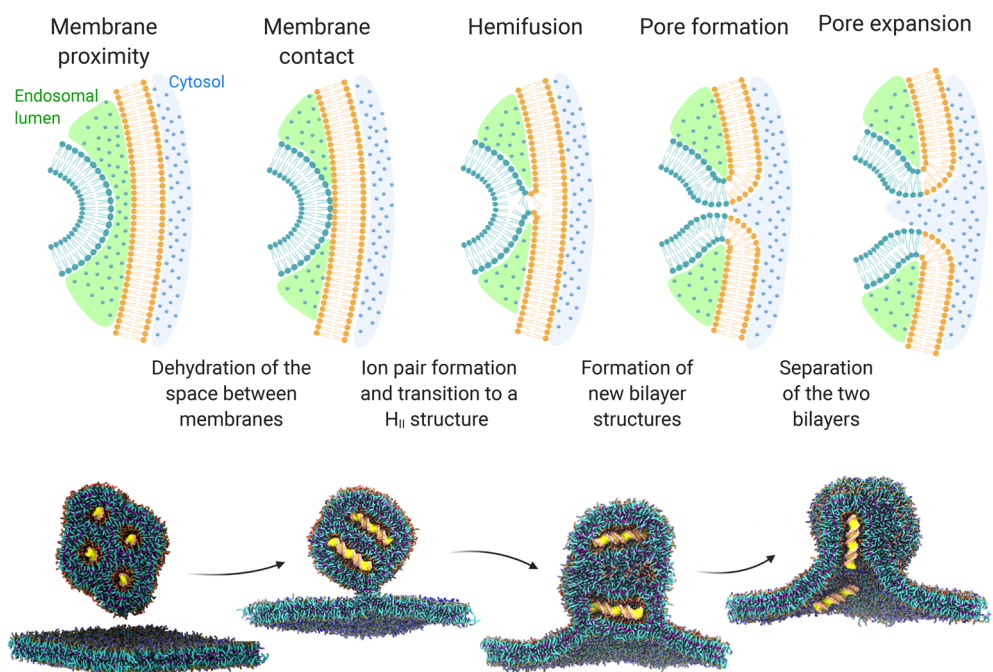 Membrane
proximity
Membrane
contact
Hemifusion
Pore formation
Pore expansion
Endosomal
lumen
Cytosol
Dehydration of the
space between
membranes
Ion pair formation
and transition to a
HII structure
Formation of
new bilayer
structures
Separation
of the two
bilayers